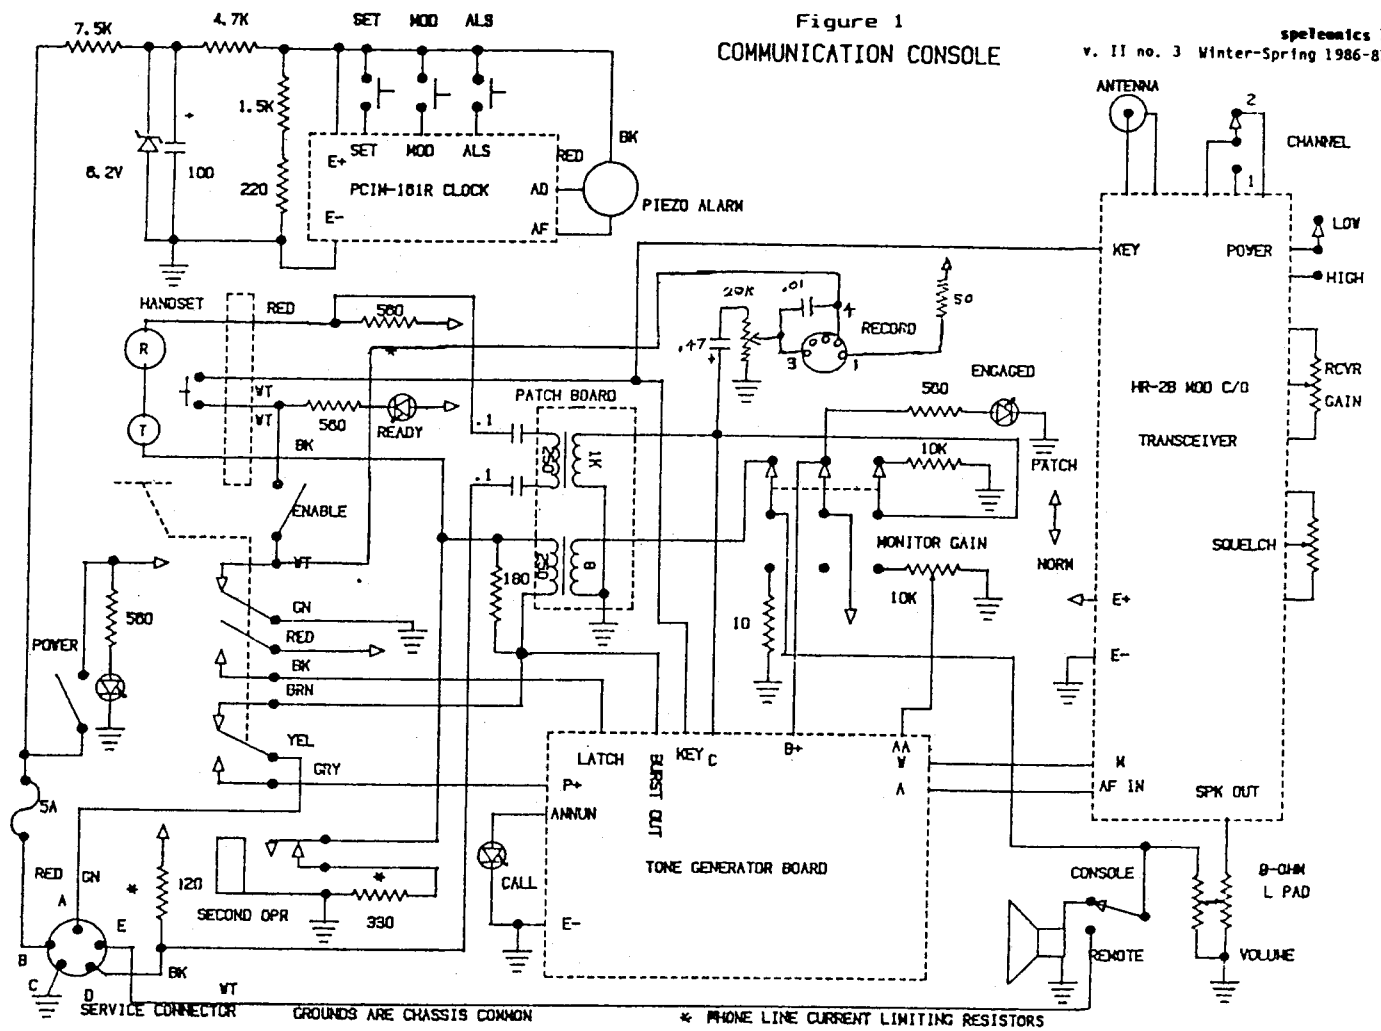 Figure 1
COMMUNICATION CONSOLE
speleonics
v. II no. 3 Winter-Spring 1986-8
7.5K
4.7K
SET MOD ALS
1.5K
220
8.2V
+
100
SET MOD ALS
E+
PCIM-161R CLOCK
E-
AD
AF
RED
BK
PIEZO ALARM
ANTENNA
2
CHANNEL
1
KEY
POWER
LOW
HIGH
HANDSET
RED
560
*
R
T
WT
WT
BK
560
READY
20K
.01
4
50
RECORD
.47
+
3
1
ENGAGED
560
PATCH BOARD
.1
250
1K
.1
250
8
180
HR-2B MOD C/O
TRANSCEIVER
RCVR
GAIN
10K
PATCH
MONITOR GAIN
NORM
10K
10
SQUELCH
ENABLE
WT
GN
RED
BK
BRN
YEL
GRY
POWER
560
E+
E-
LATCH
BURST OUT
KEY
C
B+
AA
W
A
P+
ANNUN
TONE GENERATOR BOARD
E-
CALL
M
AF IN
SPK OUT
5A
RED
GN
*
120
SECOND OPR
*
330
A
B
C
D
E
BK
WT
CONSOLE
REMOTE
8-OHM
L PAD
VOLUME
SERVICE CONNECTOR
GROUNDS ARE CHASSIS COMMON
* PHONE LINE CURRENT LIMITING RESISTORS